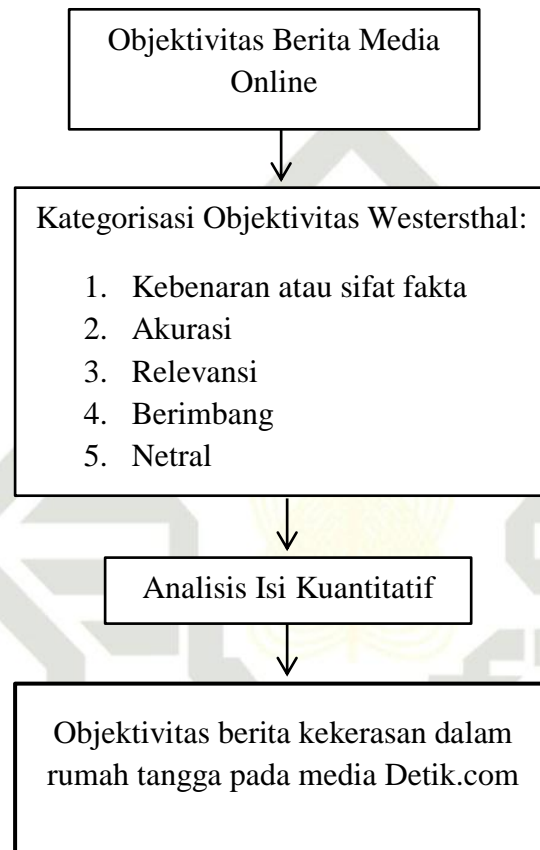 Objektivitas Berita Media
Online
Kategorisasi Objektivitas Westersthal:
1. Kebenaran atau sifat fakta
2. Akurasi
3. Relevansi
4. Berimbang
5. Netral
Analisis Isi Kuantitatif
Objektivitas berita kekerasan dalam
rumah tangga pada media Detik.com